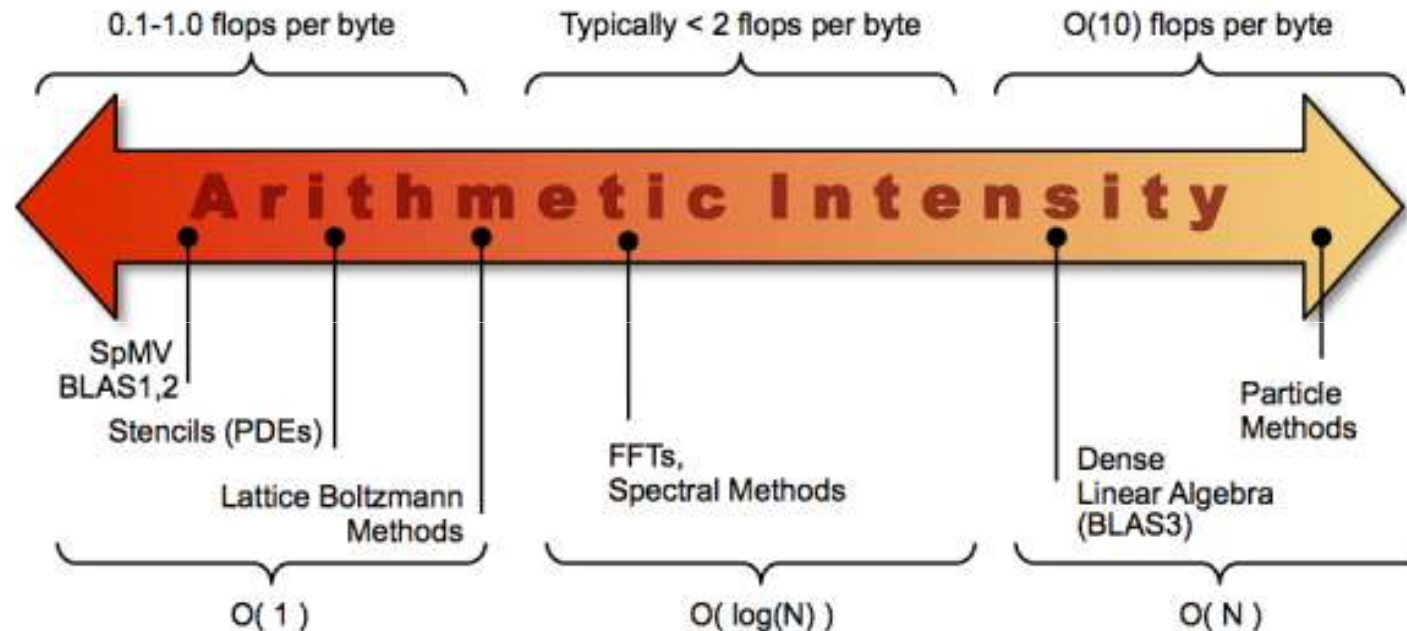 0.1-1.0 flops per byte
Typically < 2 flops per byte
O(10) flops per byte
Arithmetic Intensity
SpMV
BLAS1,2
Stencils (PDEs)
Lattice Boltzmann
Methods
FFTs,
Spectral Methods
Dense
Linear Algebra
(BLAS3)
Particle
Methods
O( 1 )
O( log(N) )
O( N )